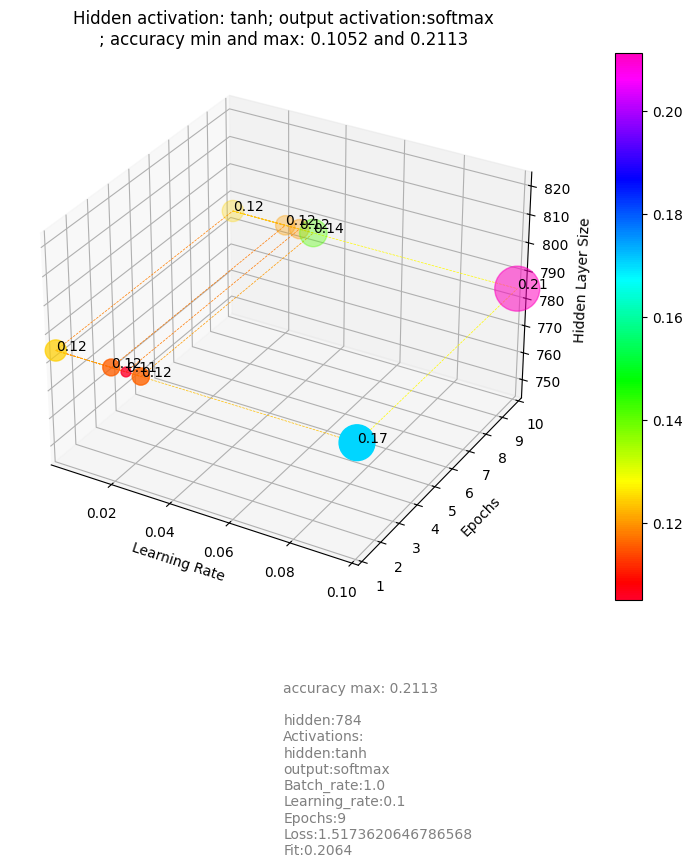 Hidden activation: tanh; output activation:softmax
; accuracy min and max: 0.1052 and 0.2113
0.20
0.18
0.16
0.14
0.12
820
810
800
790
780
770
760
750
Hidden Layer Size
0.12
0.12
0.12
0.14
0.21
0.12
0.12
0.11
0.12
0.17
10
9
8
7
6
5
4
3
2
1
Epochs
0.02
0.04
0.06
0.08
0.10
Learning Rate
accuracy max: 0.2113
hidden:784
Activations:
hidden:tanh
output:softmax
Batch_rate:1.0
Learning_rate:0.1
Epochs:9
Loss:1.5173620646786568
Fit:0.2064